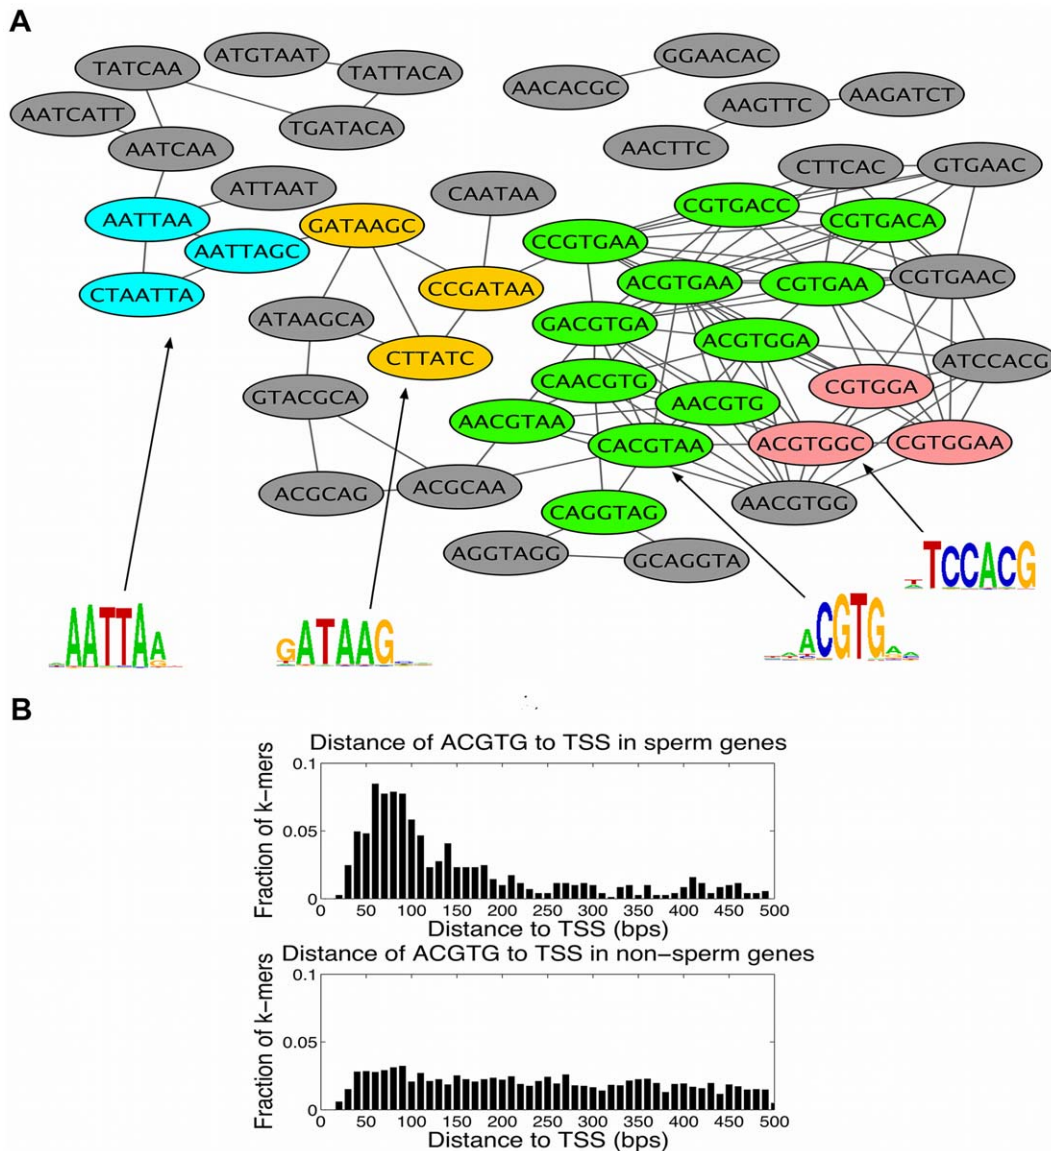 A
ATGTAAT
TATCAA
TATTACA
GGAACAC
AACACGC
AAGATCT
AAGTTC
AATCATT
TGATACA
AACTTC
AATCAA
CTTCAC
GTGAAC
ATTAAT
CAATAA
CGTGACC
AATTAA
GATAAGC
CGTGACA
AATTAGC
CCGTGAA
CGTGAAC
ACGTGAA
CGTGAA
CTAATTA
CCGATAA
ATAAGCA
GACGTGA
ACGTGGA
CTTATC
ATCCACG
CAACGTG
CGTGGA
GTACGCA
AACGTG
AACGTAA
CACGTAA
ACGTGGC
CGTGGAA
ACGCAG
ACGCAA
AACGTGG
CAGGTAG
AGGTAGG
GCAGGTA
TCCACG
AATTAA
GATAAG
ACGTG
B
Distance of ACGTG to TSS in sperm genes
Fraction of k-mers
0.1
0.05
0
0 50 100 150 200 250 300 350 400 450 500
Distance to TSS (bps)
Distance of ACGTG to TSS in non-sperm genes
Fraction of k-mers
0.1
0.05
0
0 50 100 150 200 250 300 350 400 450 500
Distance to TSS (bps)